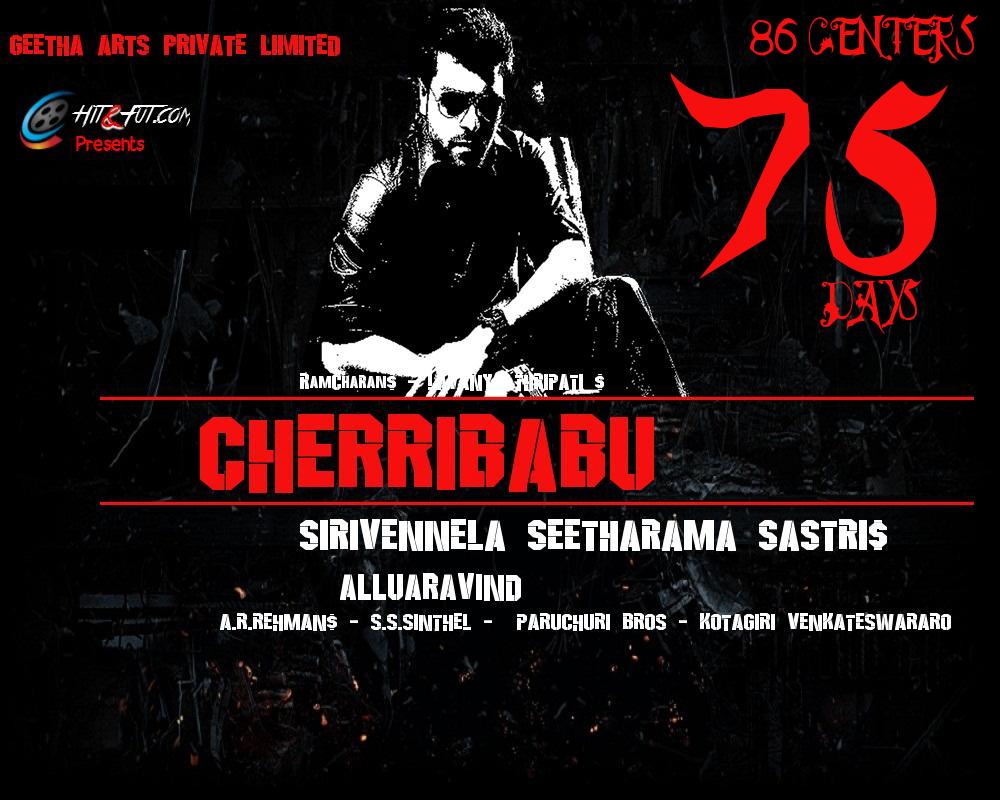 GEETHA ARTS PRIVATE LIMITED
86 CENTERS
HIT&FUT.COM
Presents
75
DAYS
RAMCHARAN$ -
CHERRIBABU
SIRIVENNELA SEETHARAMA SASTRI$
ALLUARAVIND
A.R.REHMAN$ - S.S.SINTHEL - PARUCHURI BROS - KOTAGIRI VENKATESWARARO